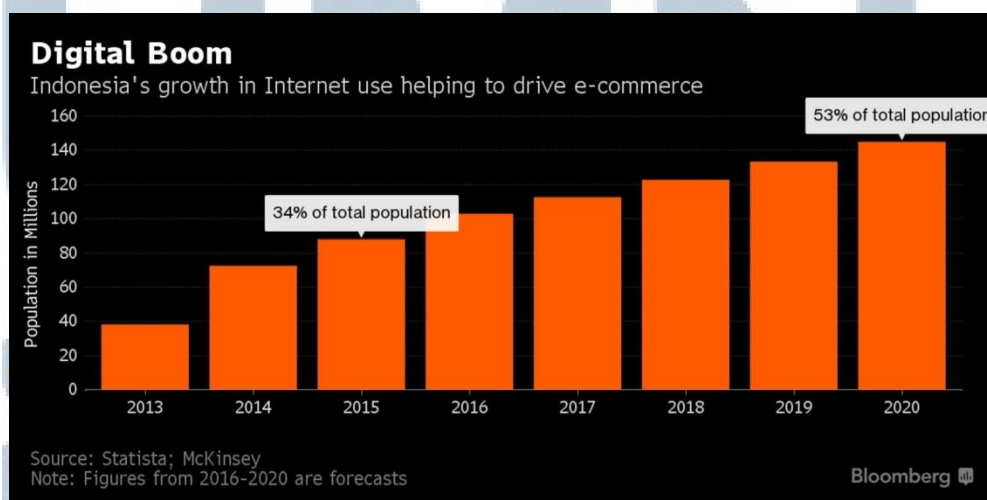 Digital Boom
Indonesia's growth in Internet use helping to drive e-commerce
160
53% of total population
140
120
34% of total population
100
80
60
40
20
0
Population in Millions
2013 2014 2015 2016 2017 2018 2019 2020
Source: Statista; McKinsey
Note: Figures from 2016-2020 are forecasts
Bloomberg